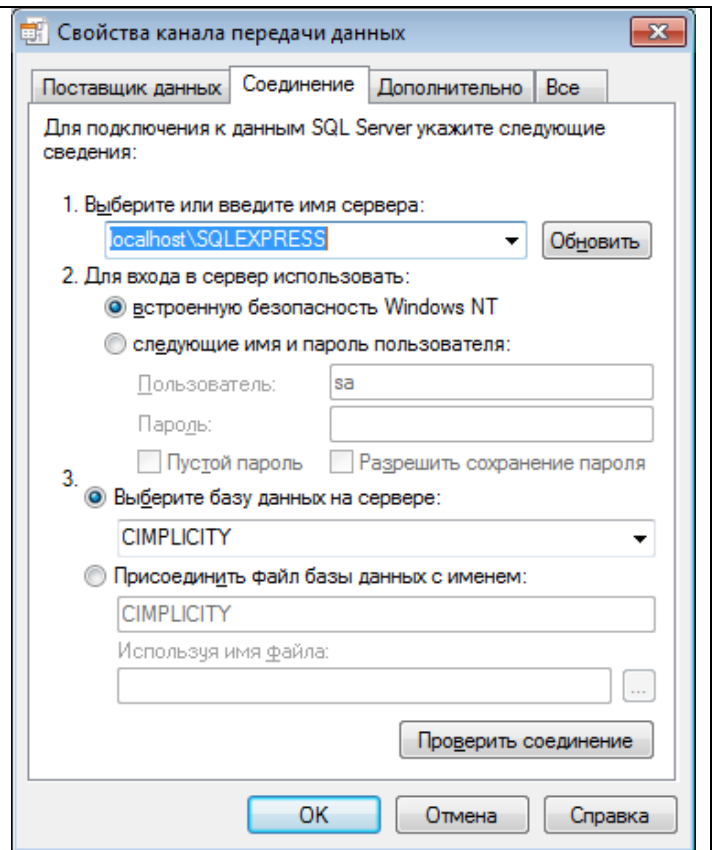 Свойства канала передачи данных
Поставщик данных
Соединение
Дополнительно
Все
Для подключения к данным SQL Server укажите следующие
сведения:
1. Выберите или введите имя сервера:
localhost\SQLEXPRESS
Обновить
2. Для входа в сервер использовать:
встроенную безопасность Windows NT
следующие имя и пароль пользователя:
Пользователь:
sa
Пароль:
Пустой пароль
Разрешить сохранение пароля
3.
Выберите базу данных на сервере:
CIMPLICITY
Присоединить файл базы данных с именем:
CIMPLICITY
Используя имя файла:
...
Проверить соединение
OK
Отмена
Справка